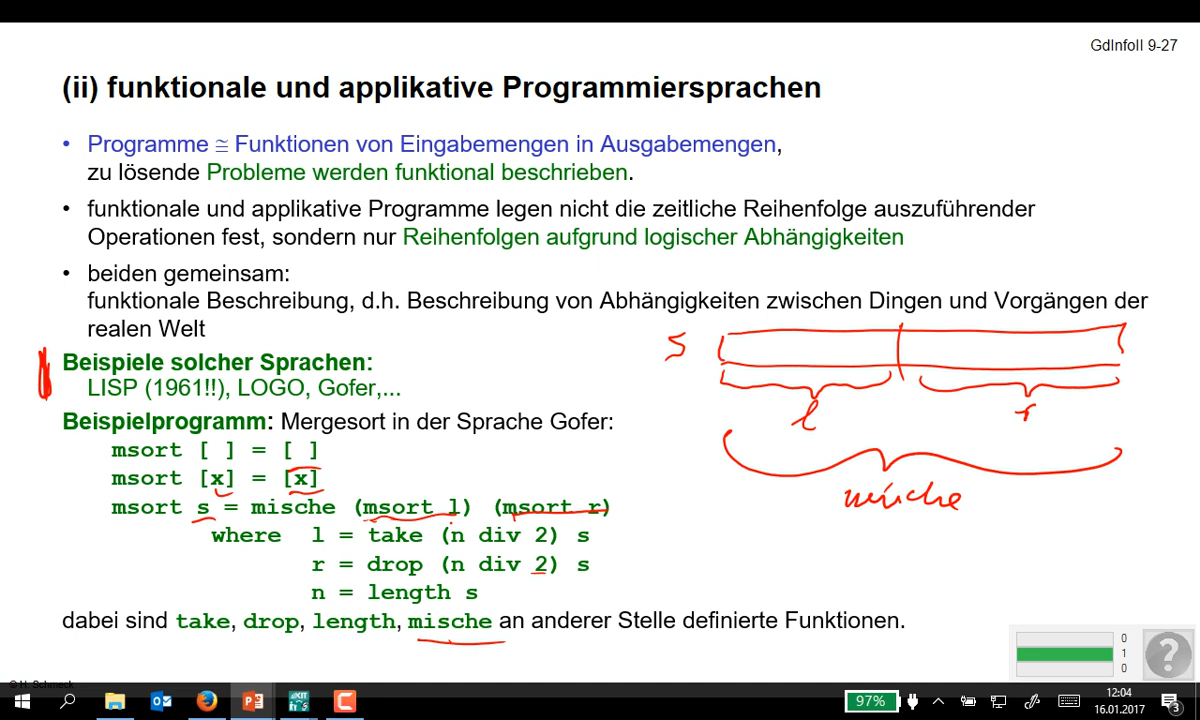 GdInfoII 9-27
(ii) funktionale und applikative Programmiersprachen
• Programme ≅ Funktionen von Eingabemengen in Ausgabemengen,
zu lösende Probleme werden funktional beschrieben.
• funktionale und applikative Programme legen nicht die zeitliche Reihenfolge auszuführender
Operationen fest, sondern nur Reihenfolgen aufgrund logischer Abhängigkeiten
• beiden gemeinsam:
funktionale Beschreibung, d.h. Beschreibung von Abhängigkeiten zwischen Dingen und Vorgängen der
realen Welt
s
l
r
mische
Beispiele solcher Sprachen:
LISP (1961!!), LOGO, Gofer,...
Beispielprogramm: Mergesort in der Sprache Gofer:
msort [ ] = [ ]
msort [x] = [x]
msort s = mische (msort l) (msort r)
where l = take (n div 2) s
r = drop (n div 2) s
n = length s
dabei sind take, drop, length, mische an anderer Stelle definierte Funktionen.
0
1
0
?
© H. Schmeck
97%
12:04
16.01.2017
3